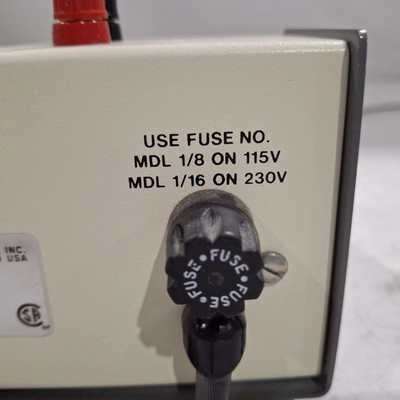 USE FUSE NO.
MDL 1/8 ON 115V
MDL 1/16 ON 230V
FUSE•FUSE•FUSE•
INC.
USA